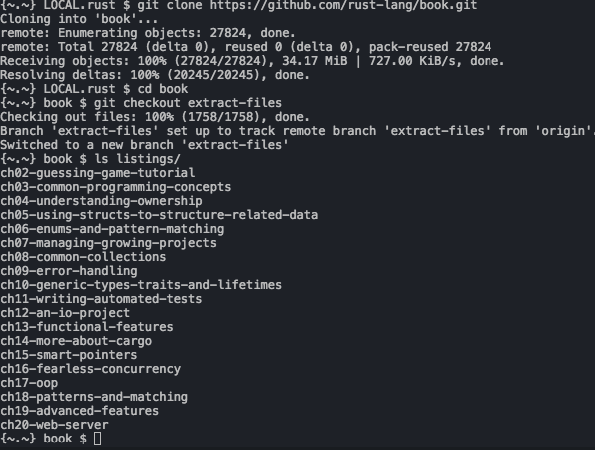 {~.~} LOCAL.rust $ git clone https://github.com/rust-lang/book.git
Cloning into 'book'...
remote: Enumerating objects: 27824, done.
remote: Total 27824 (delta 0), reused 0 (delta 0), pack-reused 27824
Receiving objects: 100% (27824/27824), 34.17 MiB | 727.00 KiB/s, done.
Resolving deltas: 100% (20245/20245), done.
{~.~} LOCAL.rust $ cd book
{~.~} book $ git checkout extract-files
Checking out files: 100% (1758/1758), done.
Branch 'extract-files' set up to track remote branch 'extract-files' from 'origin'.
Switched to a new branch 'extract-files'
{~.~} book $ ls listings/
ch02-guessing-game-tutorial
ch03-common-programming-concepts
ch04-understanding-ownership
ch05-using-structs-to-structure-related-data
ch06-enums-and-pattern-matching
ch07-managing-growing-projects
ch08-common-collections
ch09-error-handling
ch10-generic-types-traits-and-lifetimes
ch11-writing-automated-tests
ch12-an-io-project
ch13-functional-features
ch14-more-about-cargo
ch15-smart-pointers
ch16-fearless-concurrency
ch17-oop
ch18-patterns-and-matching
ch19-advanced-features
ch20-web-server
{~.~} book $